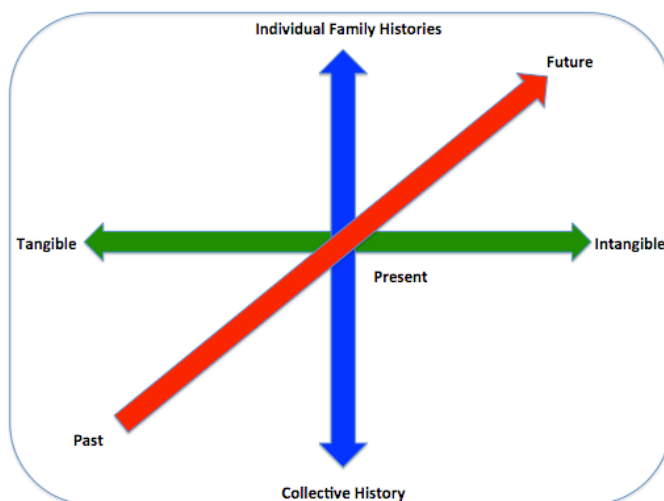 Individual Family Histories
Future
Tangible
Intangible
Present
Past
Collective History